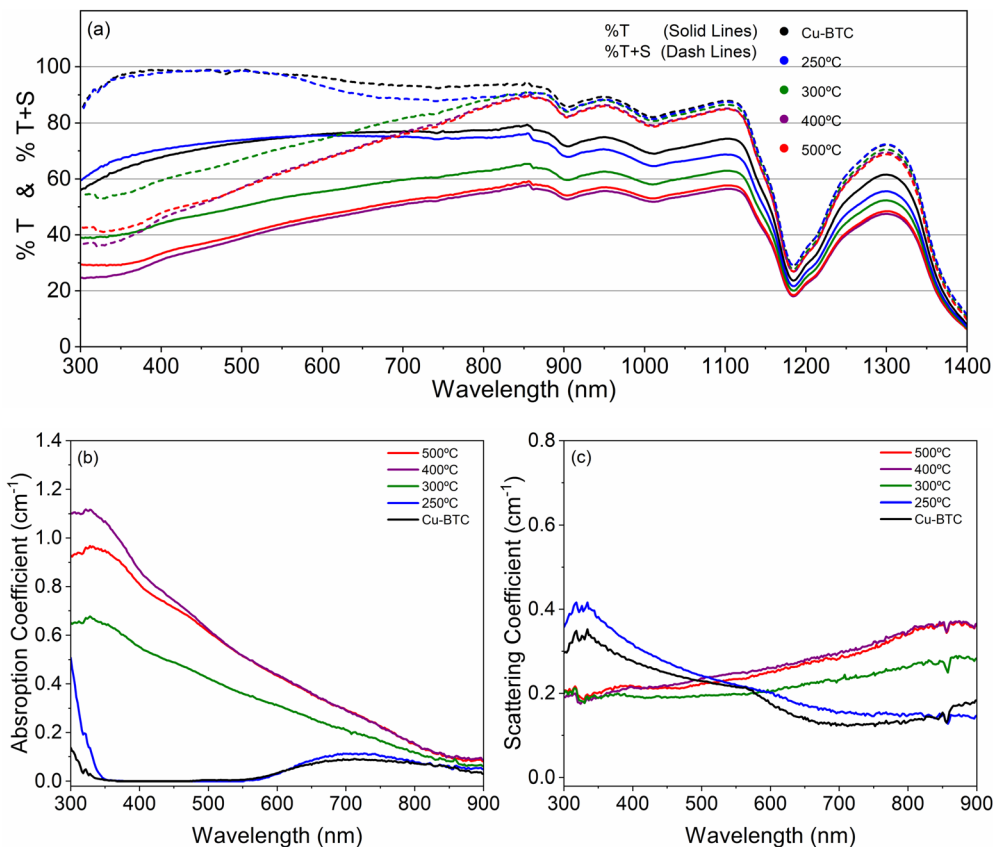 (a)
%T (Solid Lines)
%T+S (Dash Lines)
Cu-BTC
250ºC
300ºC
400ºC
500ºC
% T & % T+S
100
80
60
40
20
0
300 400 500 600 700 800 900 1000 1100 1200 1300 1400
Wavelength (nm)
(b)
500ºC
400ºC
300ºC
250ºC
Cu-BTC
Absroption Coefficient (cm-1)
1.4
1.2
1.0
0.8
0.6
0.4
0.2
0.0
300 400 500 600 700 800 900
Wavelength (nm)
(c)
500ºC
400ºC
300ºC
250ºC
Cu-BTC
Scattering Coefficient (cm-1)
0.8
0.6
0.4
0.2
0.0
300 400 500 600 700 800 900
Wavelength (nm)